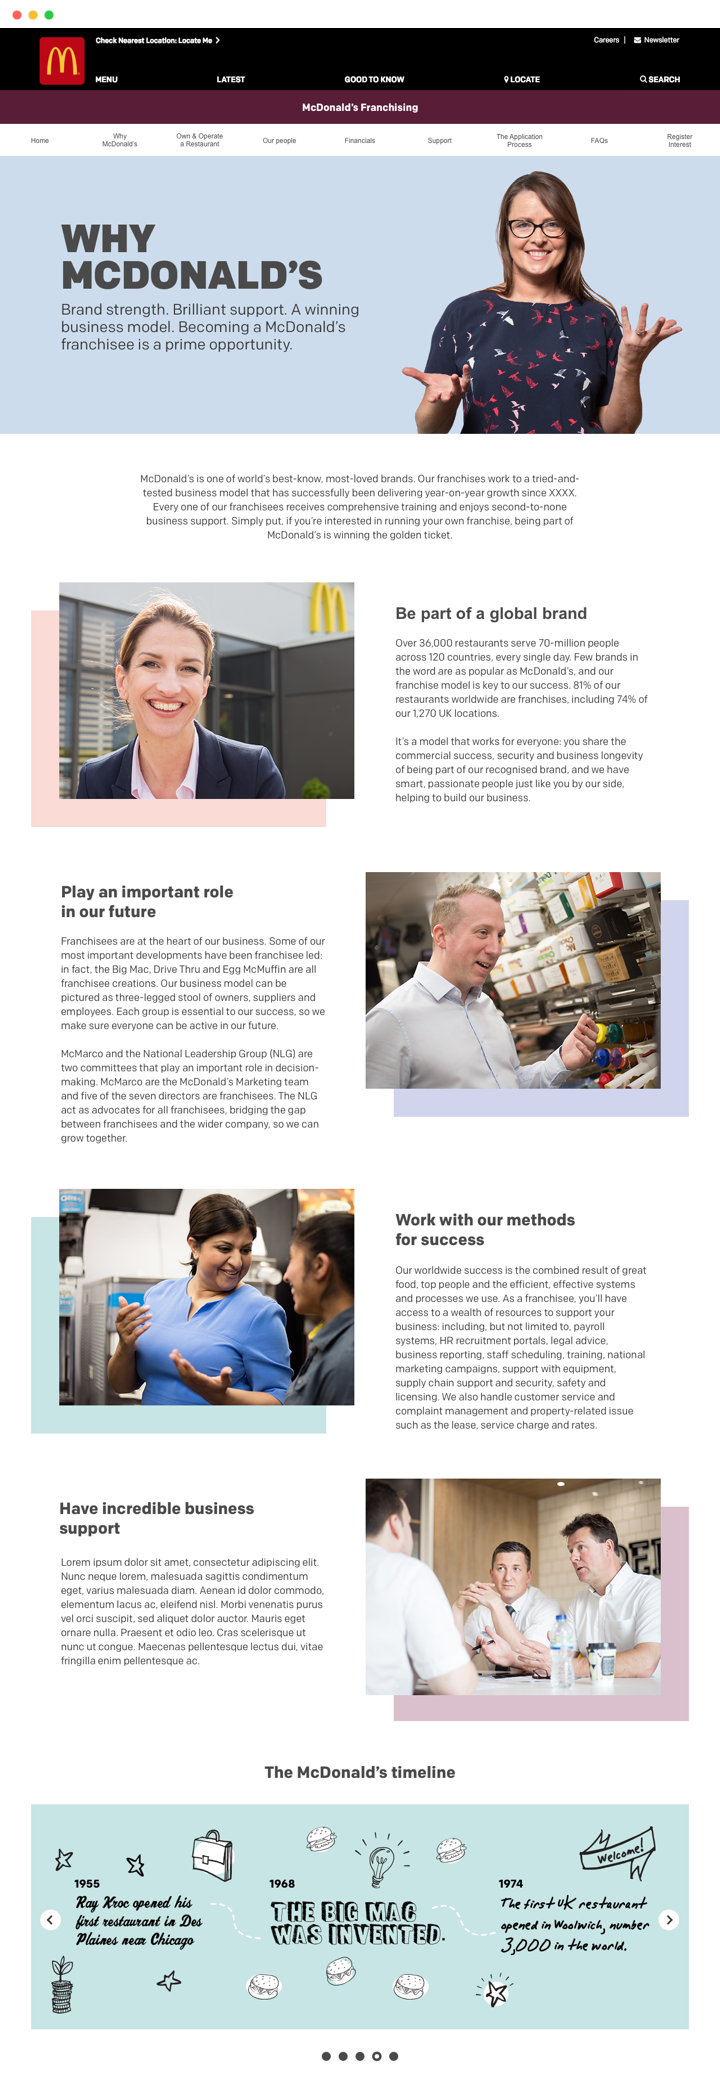 Check Nearest Location: Locate Me
Careers |
Newsletter
MENU
LATEST
GOOD TO KNOW
LOCATE
SEARCH
McDonald's Franchising
Home
Why
McDonald's
Own & Operate
a Restaurant
Our people
Financials
Support
The Application
Process
FAQs
Register
Interest
WHY
MCDONALD'S
Brand strength. Brilliant support. A winning
business model. Becoming a McDonald's
franchisee is a prime opportunity.
McDonald's is one of world's best-know, most-loved brands. Our franchises work to a tried-and-
tested business model that has successfully been delivering year-on-year growth since XXXX.
Every one of our franchisees receives comprehensive training and enjoys second-to-none
business support. Simply put, if you're interested in running your own franchise, being part of
McDonald's is winning the golden ticket.
Be part of a global brand
Over 36,000 restaurants serve 70-million people
across 120 countries, every single day. Few brands in
the word are as popular as McDonald's, and our
franchise model is key to our success. 81% of our
restaurants worldwide are franchises, including 74% of
our 1,270 UK locations.
It's a model that works for everyone: you share the
commercial success, security and business longevity
of being part of our recognised brand, and we have
smart, passionate people just like you by our side,
helping to build our business.
Play an important role
in our future
Franchisees are at the heart of our business. Some of our
most important developments have been franchisee led:
in fact, the Big Mac, Drive Thru and Egg McMuffin are all
franchisee creations. Our business model can be
pictured as three-legged stool of owners, suppliers and
employees. Each group is essential to our success, so we
make sure everyone can be active in our future.
McMarco and the National Leadership Group (NLG) are
two committees that play an important role in decision-
making. McMarco are the McDonald's Marketing team
and five of the seven directors are franchisees. The NLG
act as advocates for all franchisees, bridging the gap
between franchisees and the wider company, so we can
grow together.
Work with our methods
for success
Our worldwide success is the combined result of great
food, top people and the efficient, effective systems
and processes we use. As a franchisee, you'll have
access to a wealth of resources to support your
business: including, but not limited to, payroll
systems, HR recruitment portals, legal advice,
business reporting, staff scheduling, training, national
marketing campaigns, support with equipment,
supply chain support and security, safety and
licensing. We also handle customer service and
complaint management and property-related issue
such as the lease, service charge and rates.
Have incredible business
support
Lorem ipsum dolor sit amet, consectetur adipiscing elit.
Nunc neque lorem, malesuada sagittis condimentum
eget, varius malesuada diam. Aenean id dolor commodo,
elementum lacus ac, eleifend nisl. Morbi venenatis purus
vel orci suscipit, sed aliquet dolor auctor. Mauris eget
ornare nulla. Praesent et odio leo. Cras scelerisque ut
nunc ut congue. Maecenas pellentesque lectus dui, vitae
fringilla enim pellentesque ac.
The McDonald's timeline
Welcome!
1955
Ray Kroc opened his
first restaurant in Des
Plaines near Chicago
1968
THE BIG MAC
WAS INVENTED.
1974
The first UK restaurant
opened in Woolwich, number
3,000 in the world.